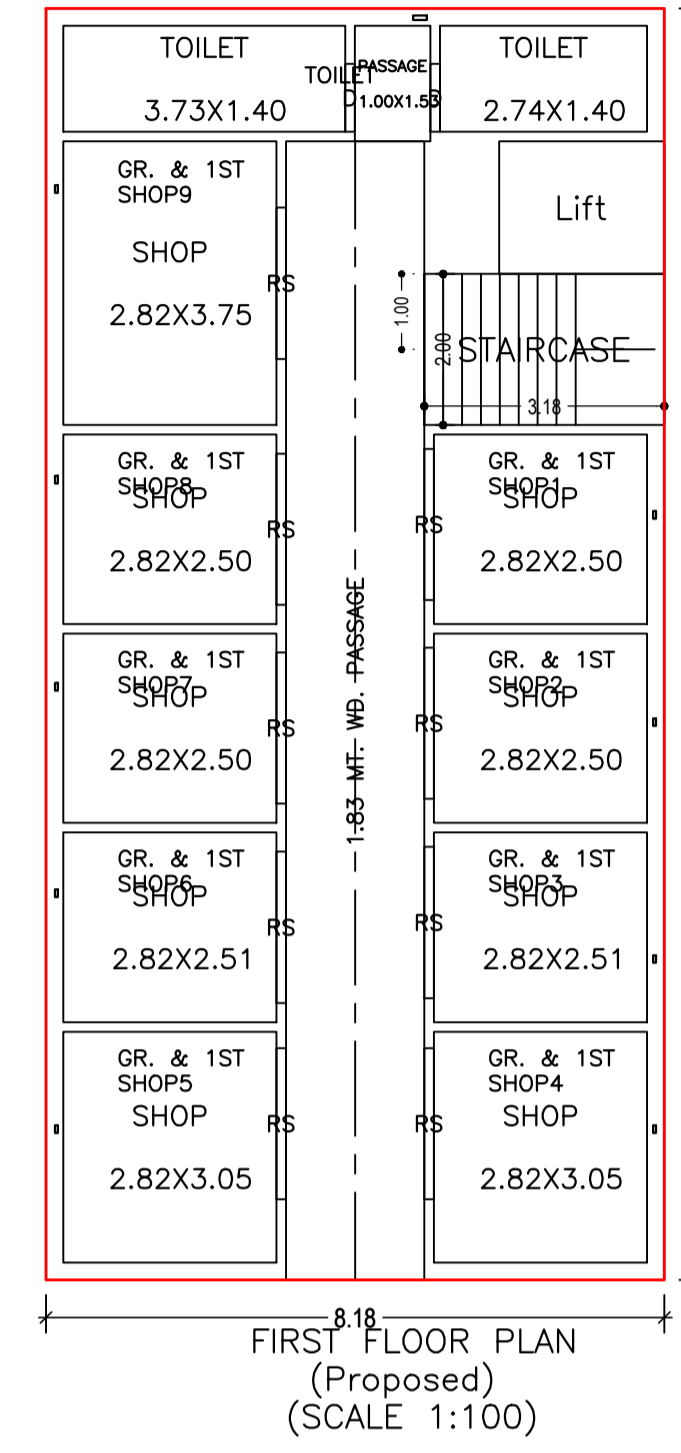 TOILET
3.73X1.40
TOILET
D
PASSAGE
1.00X1.53
D
TOILET
2.74X1.40
GR. & 1ST
SHOP9
SHOP
2.82X3.75
RS
Lift
1.00
2.00
STAIRCASE
3.18
GR. & 1ST
SHOP8
SHOP
2.82X2.50
RS
GR. & 1ST
SHOP1
SHOP
2.82X2.50
RS
1.83 MT. WD. PASSAGE
GR. & 1ST
SHOP7
SHOP
2.82X2.50
RS
GR. & 1ST
SHOP2
SHOP
2.82X2.50
RS
GR. & 1ST
SHOP6
SHOP
2.82X2.51
RS
GR. & 1ST
SHOP3
SHOP
2.82X2.51
RS
GR. & 1ST
SHOP5
SHOP
2.82X3.05
RS
GR. & 1ST
SHOP4
SHOP
2.82X3.05
RS
8.18
FIRST FLOOR PLAN
(Proposed)
(SCALE 1:100)